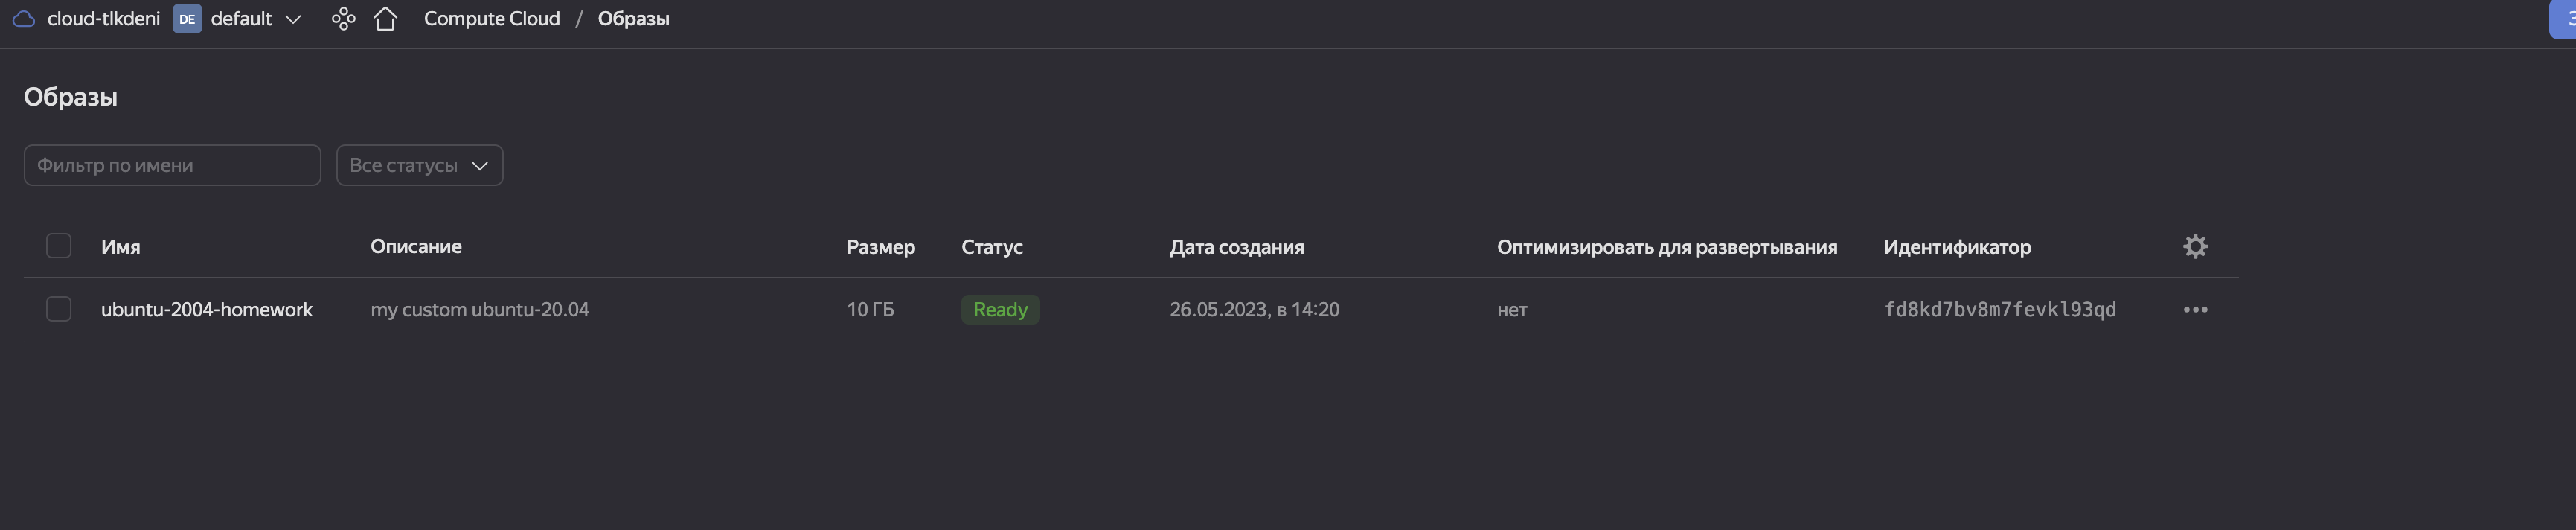 cloud-tlkdeni DE default Compute Cloud / Образы
Образы
Фильтр по имени Все статусы
Имя Описание Размер Статус Дата создания Оптимизировать для развертывания Идентификатор
ubuntu-2004-homework my custom ubuntu-20.04 10 ГБ Ready 26.05.2023, в 14:20 нет fd8kd7bv8m7fevkl93qd